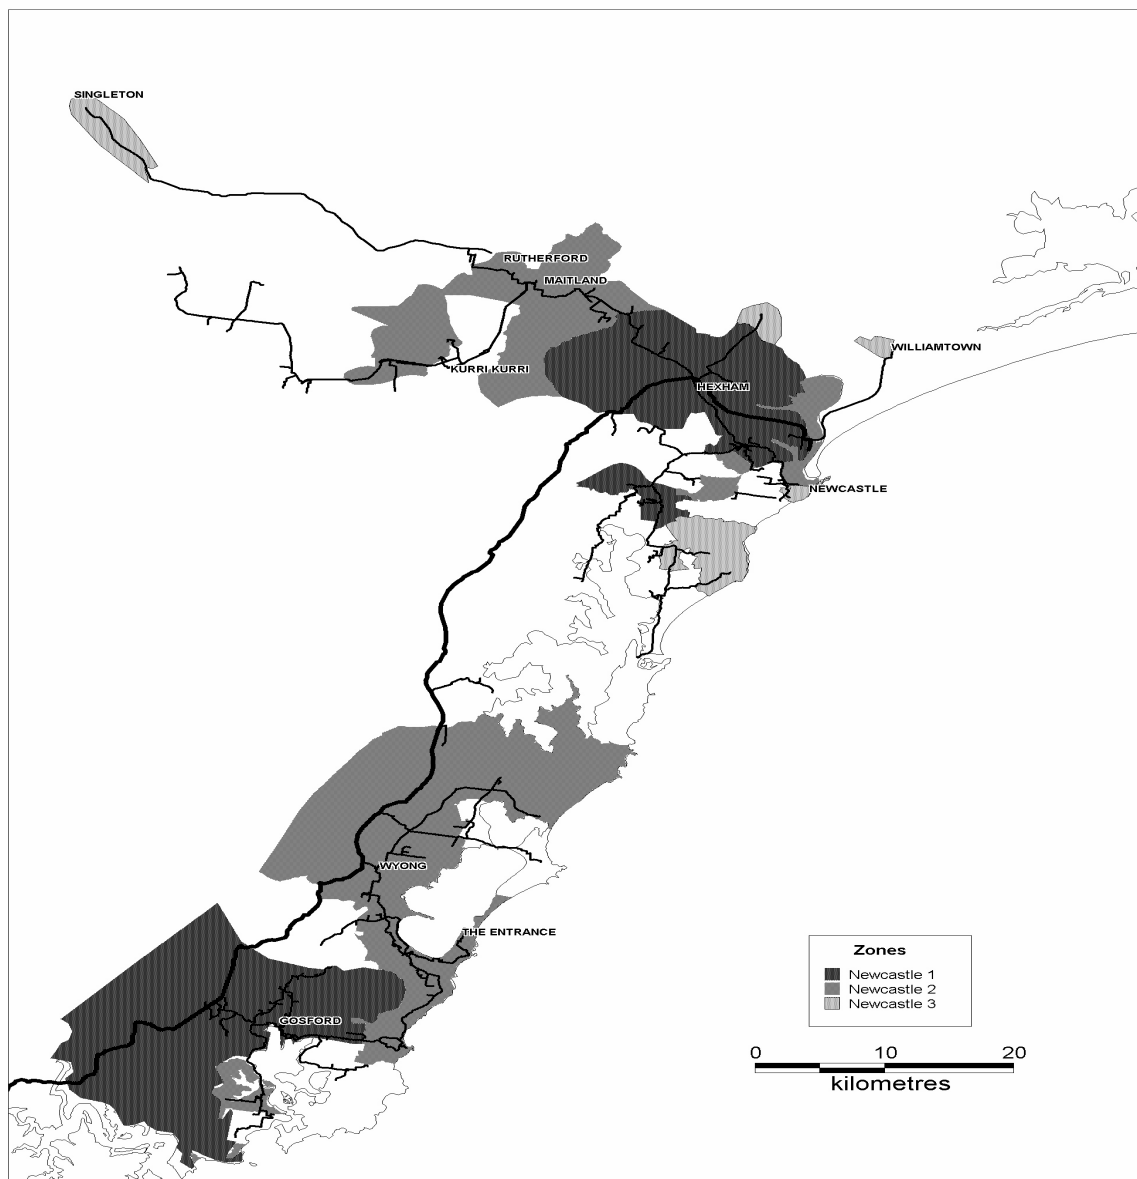 SINGLETON
RUTHERFORD
MAITLAND
WILLIAMTOWN
KURRI KURRI
HEXHAM
NEWCASTLE
WYONG
THE ENTRANCE
GOSFORD
Zones
Newcastle 1
Newcastle 2
Newcastle 3
0 10 20
kilometres